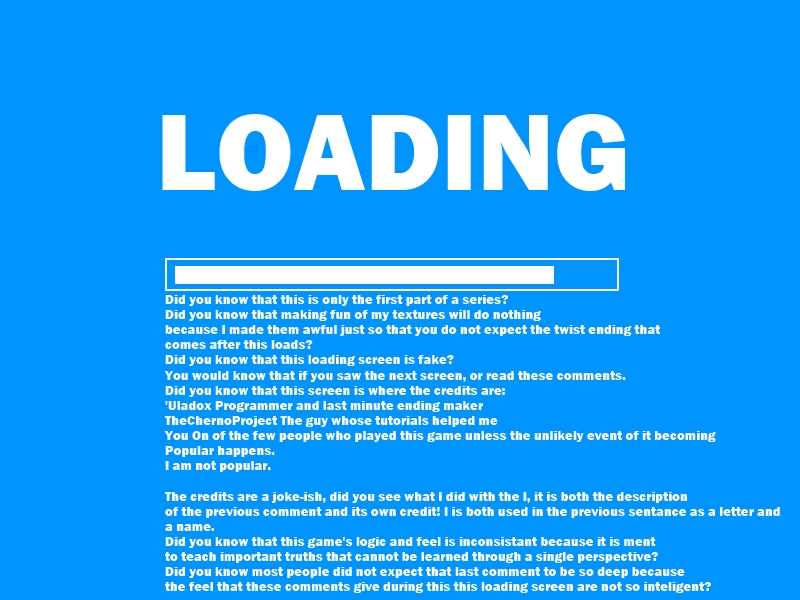 LOADING
Did you know that this is only the first part of a series?
Did you know that making fun of my textures will do nothing
because I made them awful just so that you do not expect the twist ending that
comes after this loads?
Did you know that this loading screen is fake?
You would know that if you saw the next screen, or read these comments.
Did you know that this screen is where the credits are:
'Uladox Programmer and last minute ending maker
TheChernoProject The guy whose tutorials helped me
You On of the few people who played this game unless the unlikely event of it becoming
Popular happens.
I am not popular.
The credits are a joke-ish, did you see what I did with the I, it is both the description
of the previous comment and its own credit! I is both used in the previous sentance as a letter and
a name.
Did you know that this game's logic and feel is inconsistant because it is ment
to teach important truths that cannot be learned through a single perspective?
Did you know most people did not expect that last comment to be so deep because
the feel that these comments give during this this loading screen are not so inteligent?